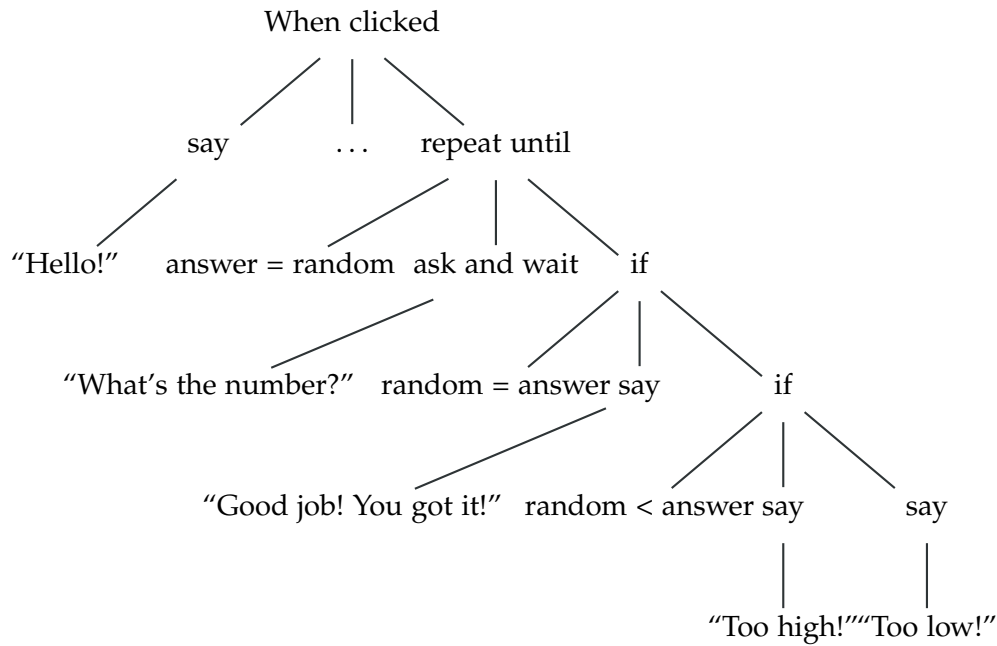 When clicked
say ... repeat until
“Hello!” answer = random ask and wait if
“What's the number?” random = answer say if
“Good job! You got it!” random < answer say say
“Too high!”“Too low!”